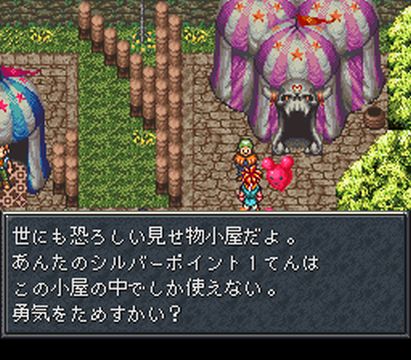 世にも恐ろしい見せ物小屋だよ。
あんたのシルバーポイント１てんは
この小屋の中でしか使えない。
勇気をためすかい？